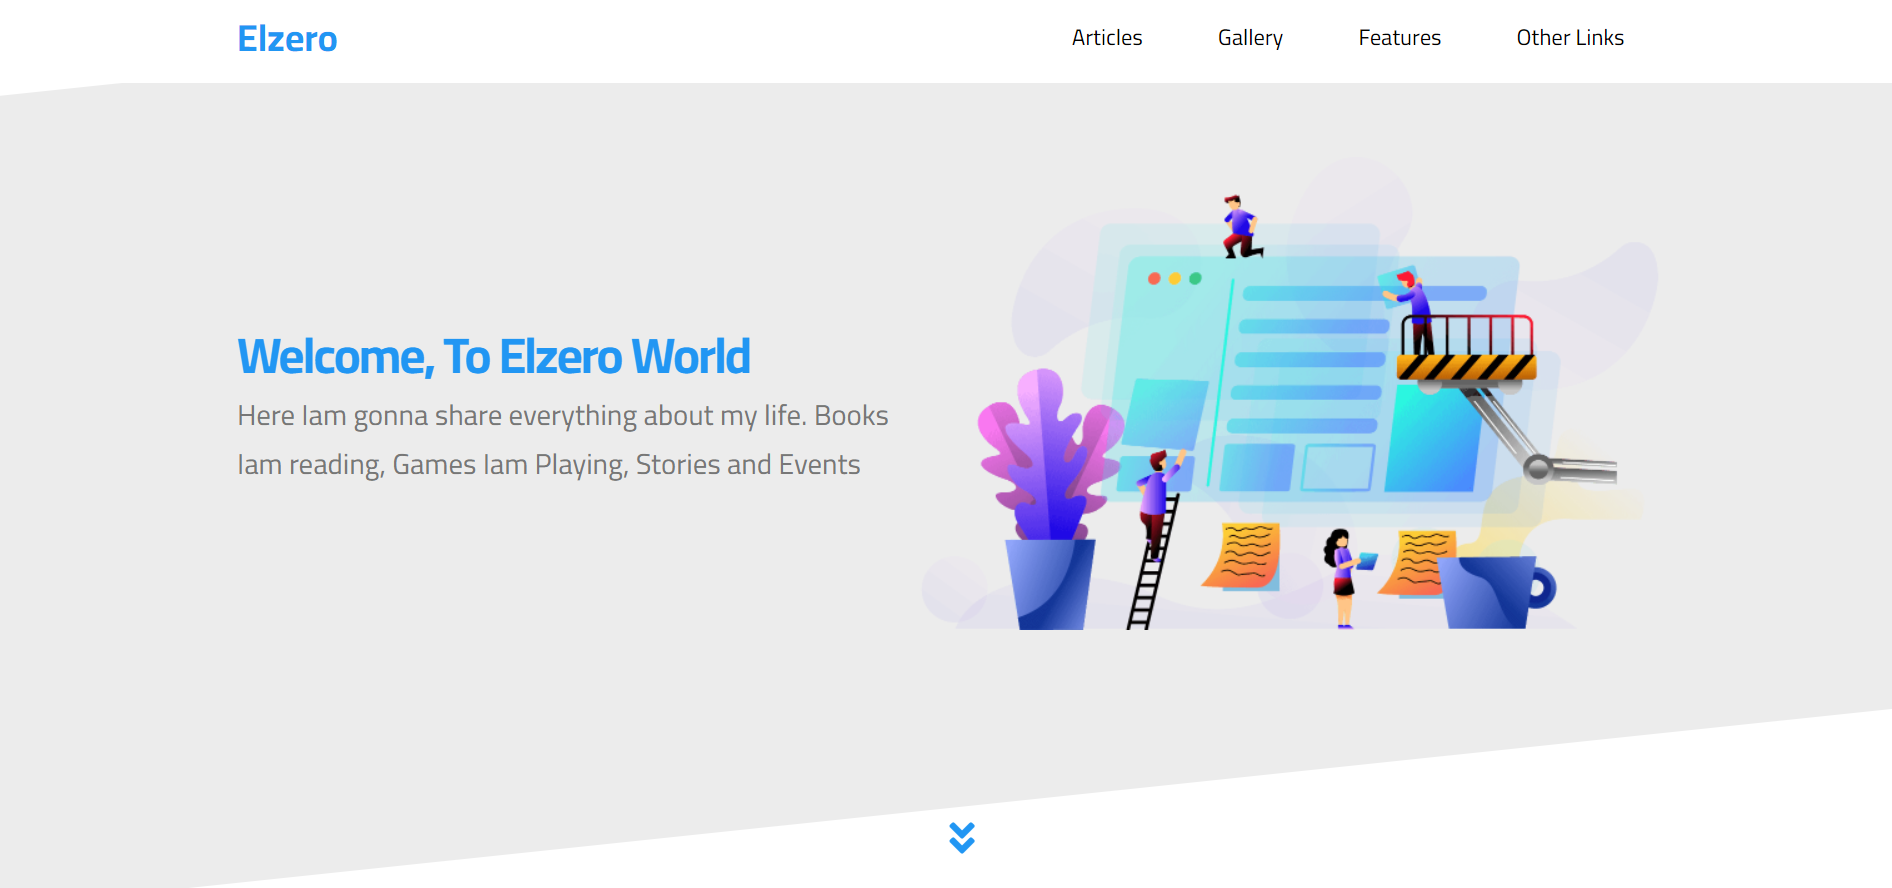 Elzero
Articles
Gallery
Features
Other Links
Welcome, To Elzero World
Here Iam gonna share everything about my life. Books
Iam reading, Games Iam Playing, Stories and Events